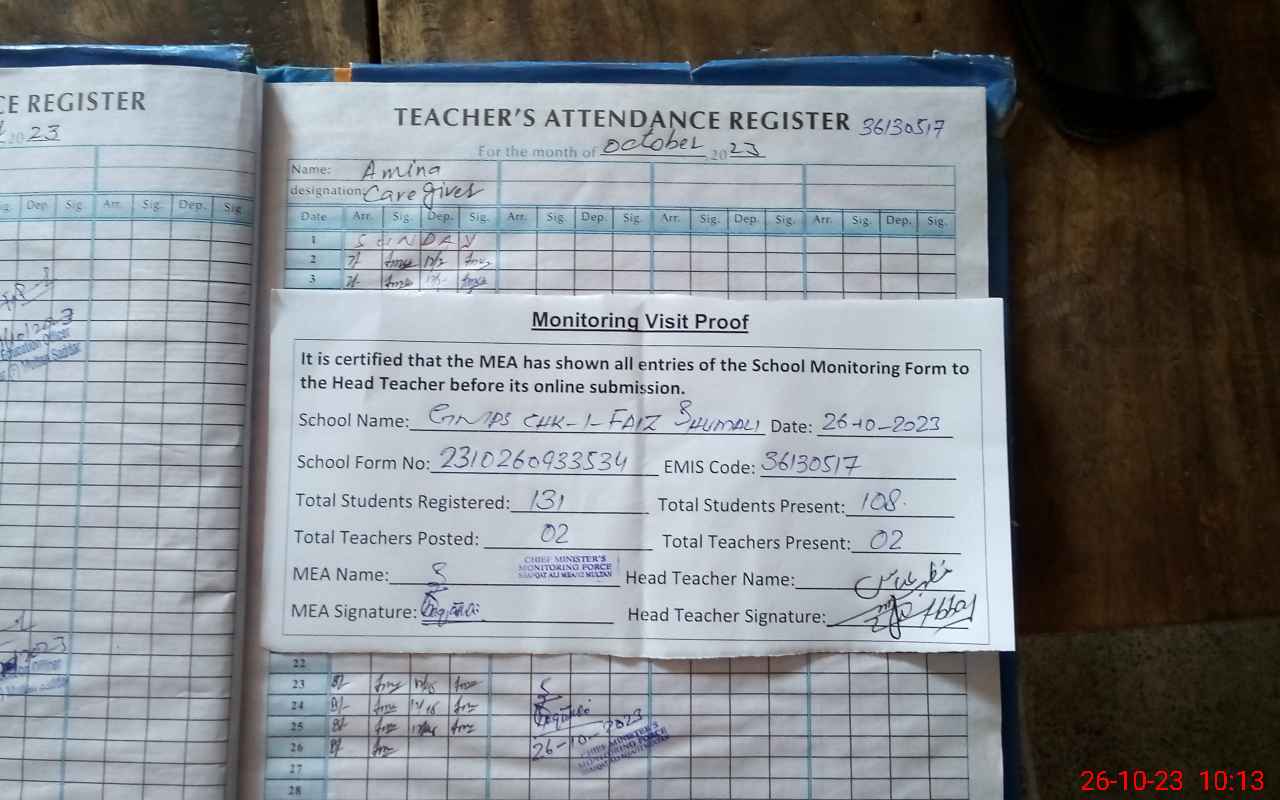 CE REGISTER
2023
Dep. Sig. Arr. Sig. Dep. Sig
TEACHER'S ATTENDANCE REGISTER 36130517
For the month of October 2023
Name: Amina
designation: Care giver
Date Arr. Sig. Dep. Sig. Arr. Sig. Dep. Sig. Arr. Sig. Dep. Sig. Arr. Sig. Dep. Sig.
1 SUNDAY
2
3
Monitoring Visit Proof
It is certified that the MEA has shown all entries of the School Monitoring Form to
the Head Teacher before its online submission.
School Name: GMPS CHK-1-FAIZ SHUMALI Date: 26-10-2023
School Form No: 2310260933534 EMIS Code: 36130517
Total Students Registered: 131 Total Students Present: 108
Total Teachers Posted: 02 Total Teachers Present: 02
CHIEF MINISTER'S
MONITORING FORCE
MEA Name: Head Teacher Name:
MEA Signature: Head Teacher Signature:
22
23
24
25
26
26-10-2023
CHIEF MINISTER'S
MONITORING FORCE
27
28
26-10-23 10:13